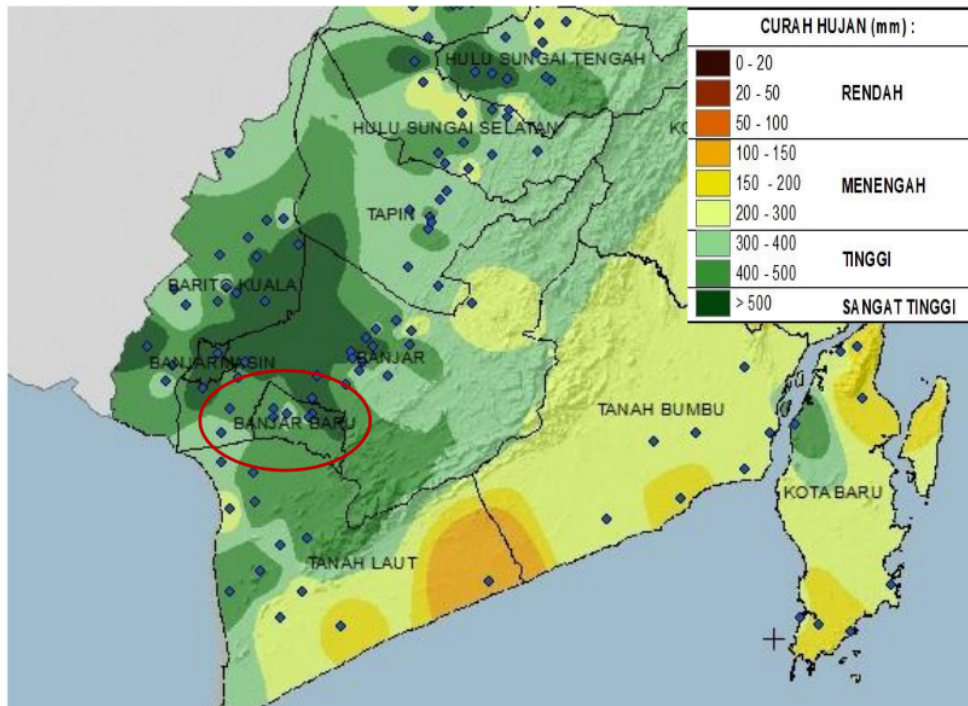 CURAH HUJAN (mm) :
0 - 20
20 - 50
50 - 100
RENDAH
100 - 150
150 - 200
200 - 300
MENENGAH
300 - 400
400 - 500
TINGGI
> 500
SANGAT TINGGI
HULU SUNGAI TENGAH
HULU SUNGAI SELATAN
KO
TAPIN
BARITO KUALA
BANJARMASIN
BANJAR
BANJAR BARU
TANAH BUMBU
KOTA BARU
TANAH LAUT